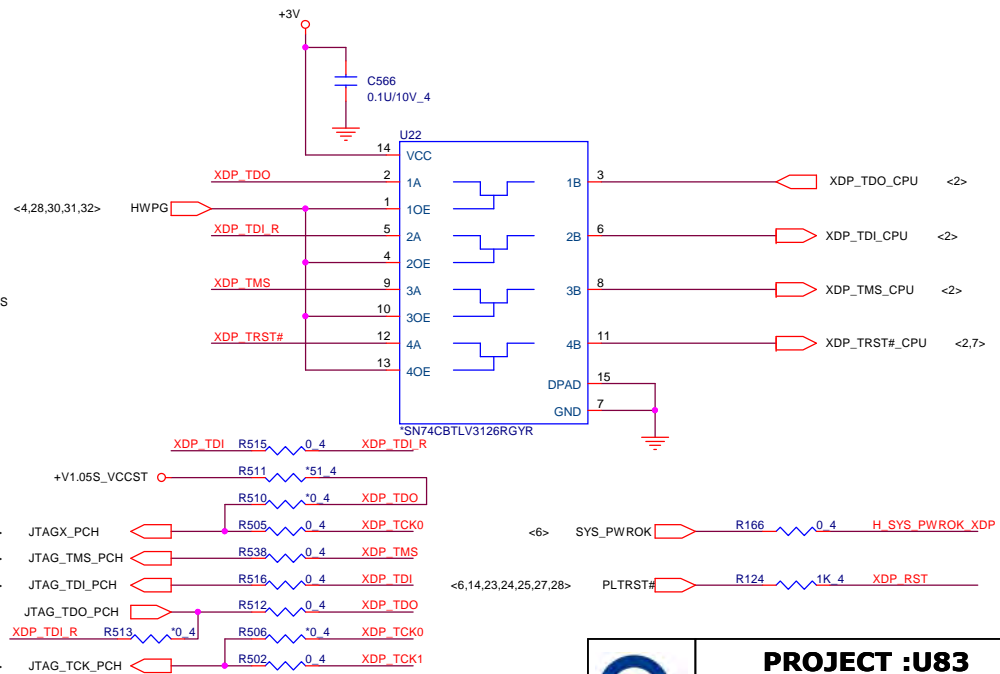 +3V
C566
0.1U/10V_4
U22
14 VCC
XDP_TDO 2 1A 1B 3 XDP_TDO_CPU <2>
<4,28,30,31,32> HWPG 1 1OE
XDP_TDI_R 5 2A 2B 6 XDP_TDI_CPU <2>
4 2OE
XDP_TMS 9 3A 3B 8 XDP_TMS_CPU <2>
S
10 3OE
XDP_TRST# 12 4A 4B 11 XDP_TRST#_CPU <2,7>
13 4OE
DPAD 15
GND 7
*SN74CBTLV3126RGYR
XDP_TDI R515 0_4 XDP_TDI_R
+V1.05S_VCCST R511 *51_4
R510 *0_4 XDP_TDO
> JTAGX_PCH R505 0_4 XDP_TCK0
<6> SYS_PWROK R166 0_4 H_SYS_PWROK_XDP
> JTAG_TMS_PCH R538 0_4 XDP_TMS
> JTAG_TDI_PCH R516 0_4 XDP_TDI
<6,14,23,24,25,27,28> PLTRST# R124 1K_4 XDP_RST
JTAG_TDO_PCH R512 0_4 XDP_TDO
XDP_TDI_R R513 *0_4
R506 *0_4 XDP_TCK0
> JTAG_TCK_PCH R502 0_4 XDP_TCK1
PROJECT :U83